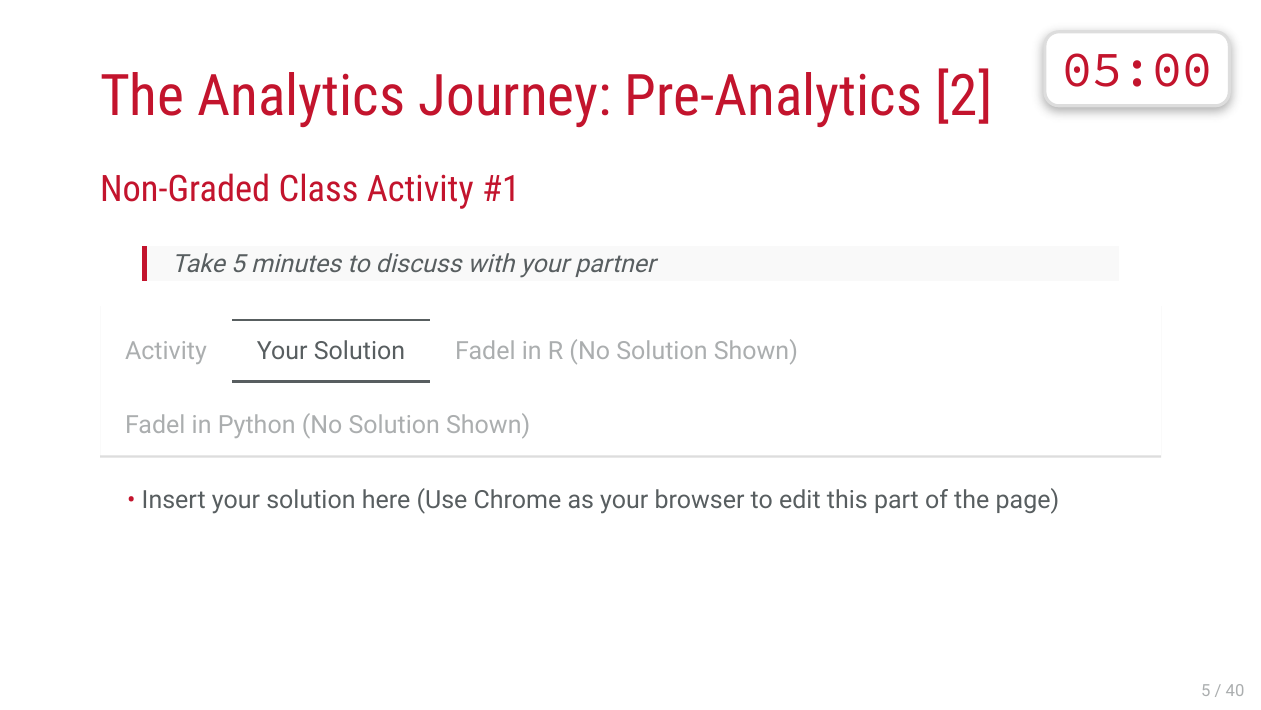 The Analytics Journey: Pre-Analytics [2]
05:00
Non-Graded Class Activity #1
Take 5 minutes to discuss with your partner
Activity Your Solution Fadel in R (No Solution Shown)
Fadel in Python (No Solution Shown)
• Insert your solution here (Use Chrome as your browser to edit this part of the page)
5 / 40